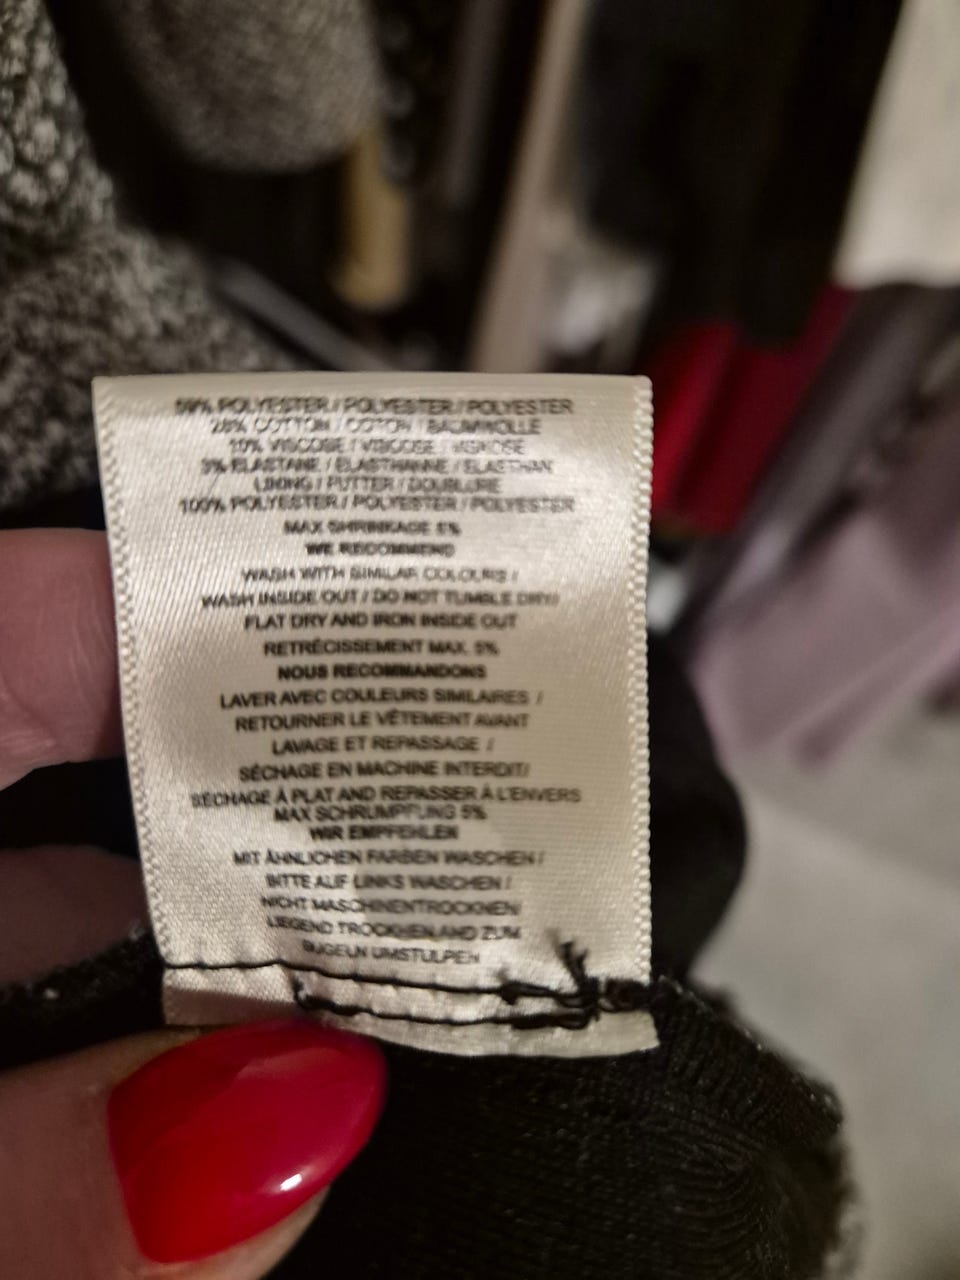 59% POLYESTER / POLYESTER / POLYESTER
28% COTTON / COTON / BAUMWOLLE
10% VISCOSE / VISCOSE / VISKOSE
3% ELASTANE / ELASTHANNE / ELASTHAN
LINING / FUTTER / DOUBLURE
100% POLYESTER / POLYESTER / POLYESTER
MAX SHRINKAGE 5%
WE RECOMMEND
WASH WITH SIMILAR COLOURS /
WASH INSIDE OUT / DO NOT TUMBLE DRY/
FLAT DRY AND IRON INSIDE OUT
RETRÉCISSEMENT MAX. 5%
NOUS RECOMMANDONS
LAVER AVEC COULEURS SIMILAIRES /
RETOURNER LE VÊTEMENT AVANT
LAVAGE ET REPASSAGE /
SÉCHAGE EN MACHINE INTERDIT/
SÉCHAGE À PLAT AND REPASSER À L'ENVERS
MAX SCHRUMPFUNG 5%
WIR EMPFEHLEN
MIT ÄHNLICHEN FARBEN WASCHEN /
BITTE AUF LINKS WASCHEN /
NICHT MASCHINENTROCKNEN/
LIEGEND TROCKNEN AND ZUM
BÜGELN UMSTÜLPEN